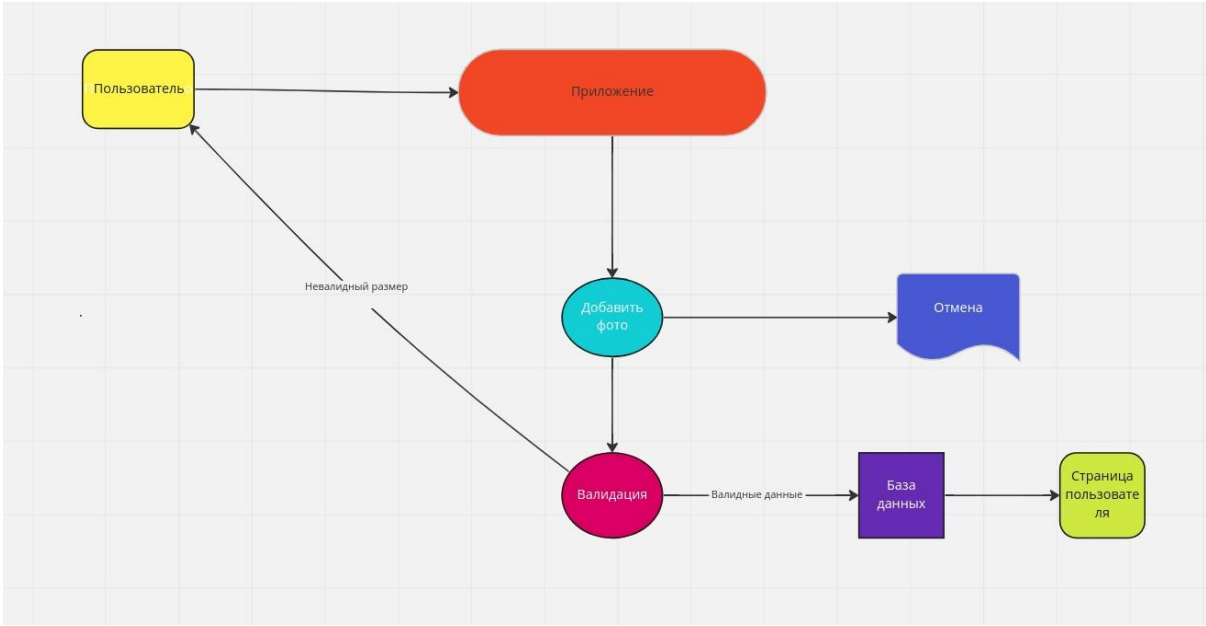 Пользователь
Приложение
Невалидный размер
Добавить
фото
Отмена
Валидация
Валидные данные
База
данных
Страница
пользовате
ля